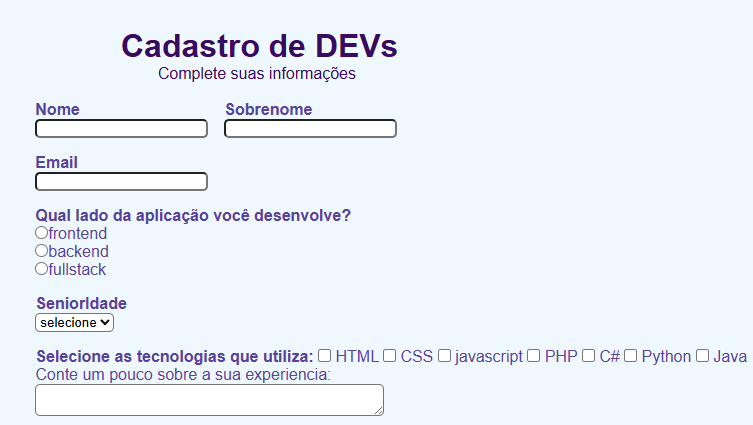 Cadastro de DEVs
Complete suas informações
Nome Sobrenome
Email
Qual lado da aplicação você desenvolve?
frontend
backend
fullstack
SeniorIdade
selecione
Selecione as tecnologias que utiliza: HTML CSS javascript PHP C# Python Java
Conte um pouco sobre a sua experiencia: